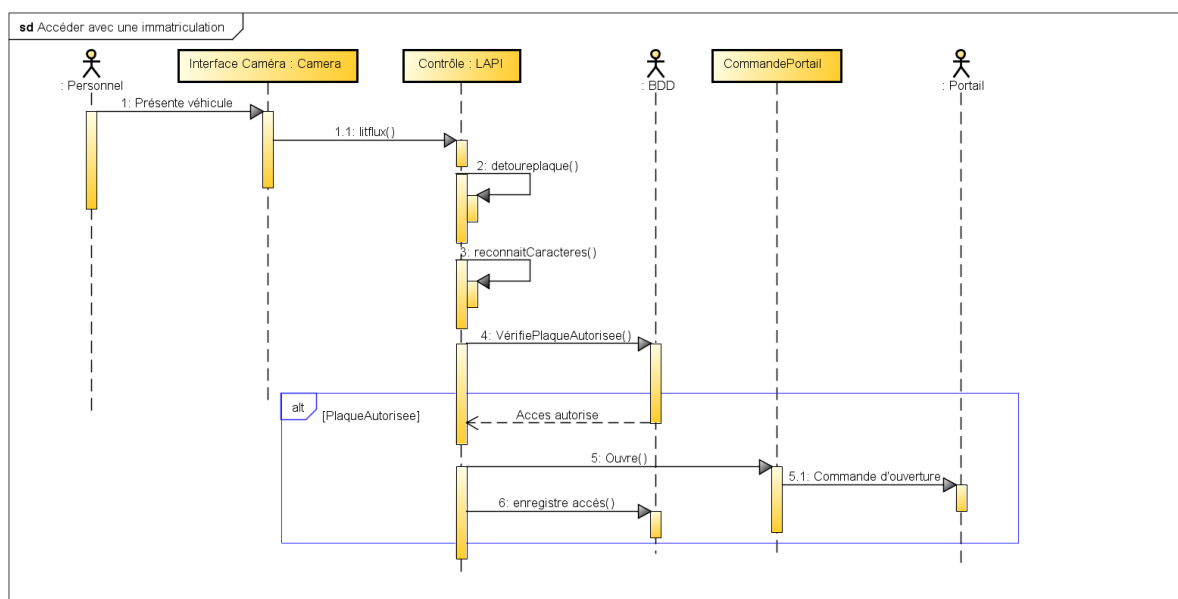 sd Accéder avec une immatriculation
: Personnel
Interface Caméra : Camera
Contrôle : LAPI
: BDD
CommandePortail
: Portail
1: Présente véhicule
1.1: litflux()
2: detoureplaque()
3: reconnaitCaracteres()
4: VérifiePlaqueAutorisee()
alt
[PlaqueAutorisee]
Acces autorise
5: Ouvre()
5.1: Commande d'ouverture
6: enregistre accès()